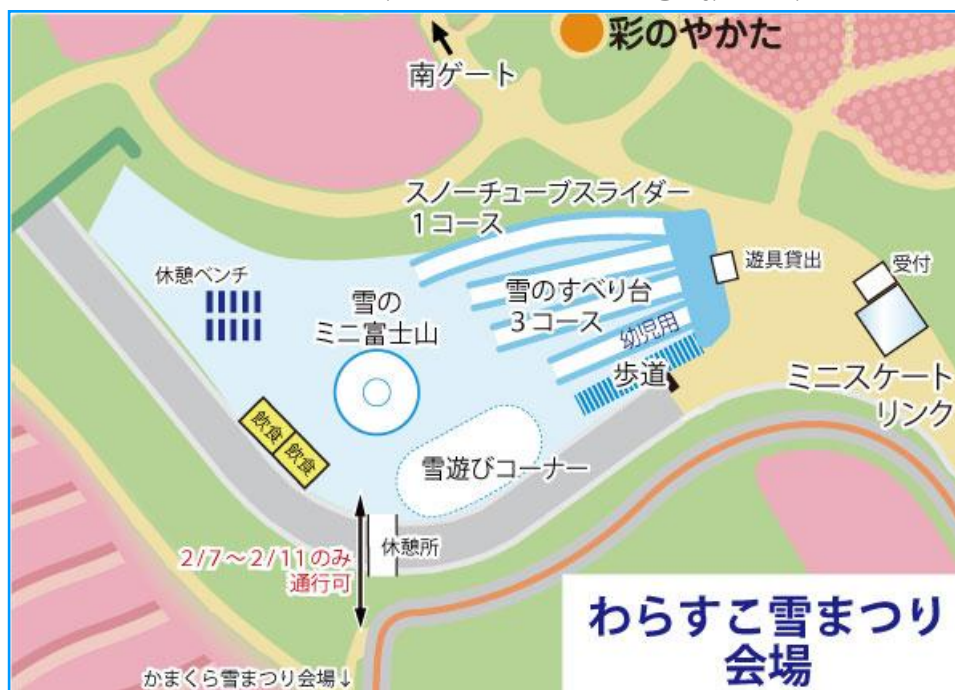 彩のやかた
南ゲート
スノーチューブスライダー
1コース
遊具貸出
受付
休憩ベンチ
雪の
ミニ富士山
雪のすべり台
3コース
幼児用
歩道
ミニスケート
リンク
飲食
飲食
雪遊びコーナー
2/7～2/11のみ
通行可
休憩所
わらすこ雪まつり
会場
かまくら雪まつり会場↓